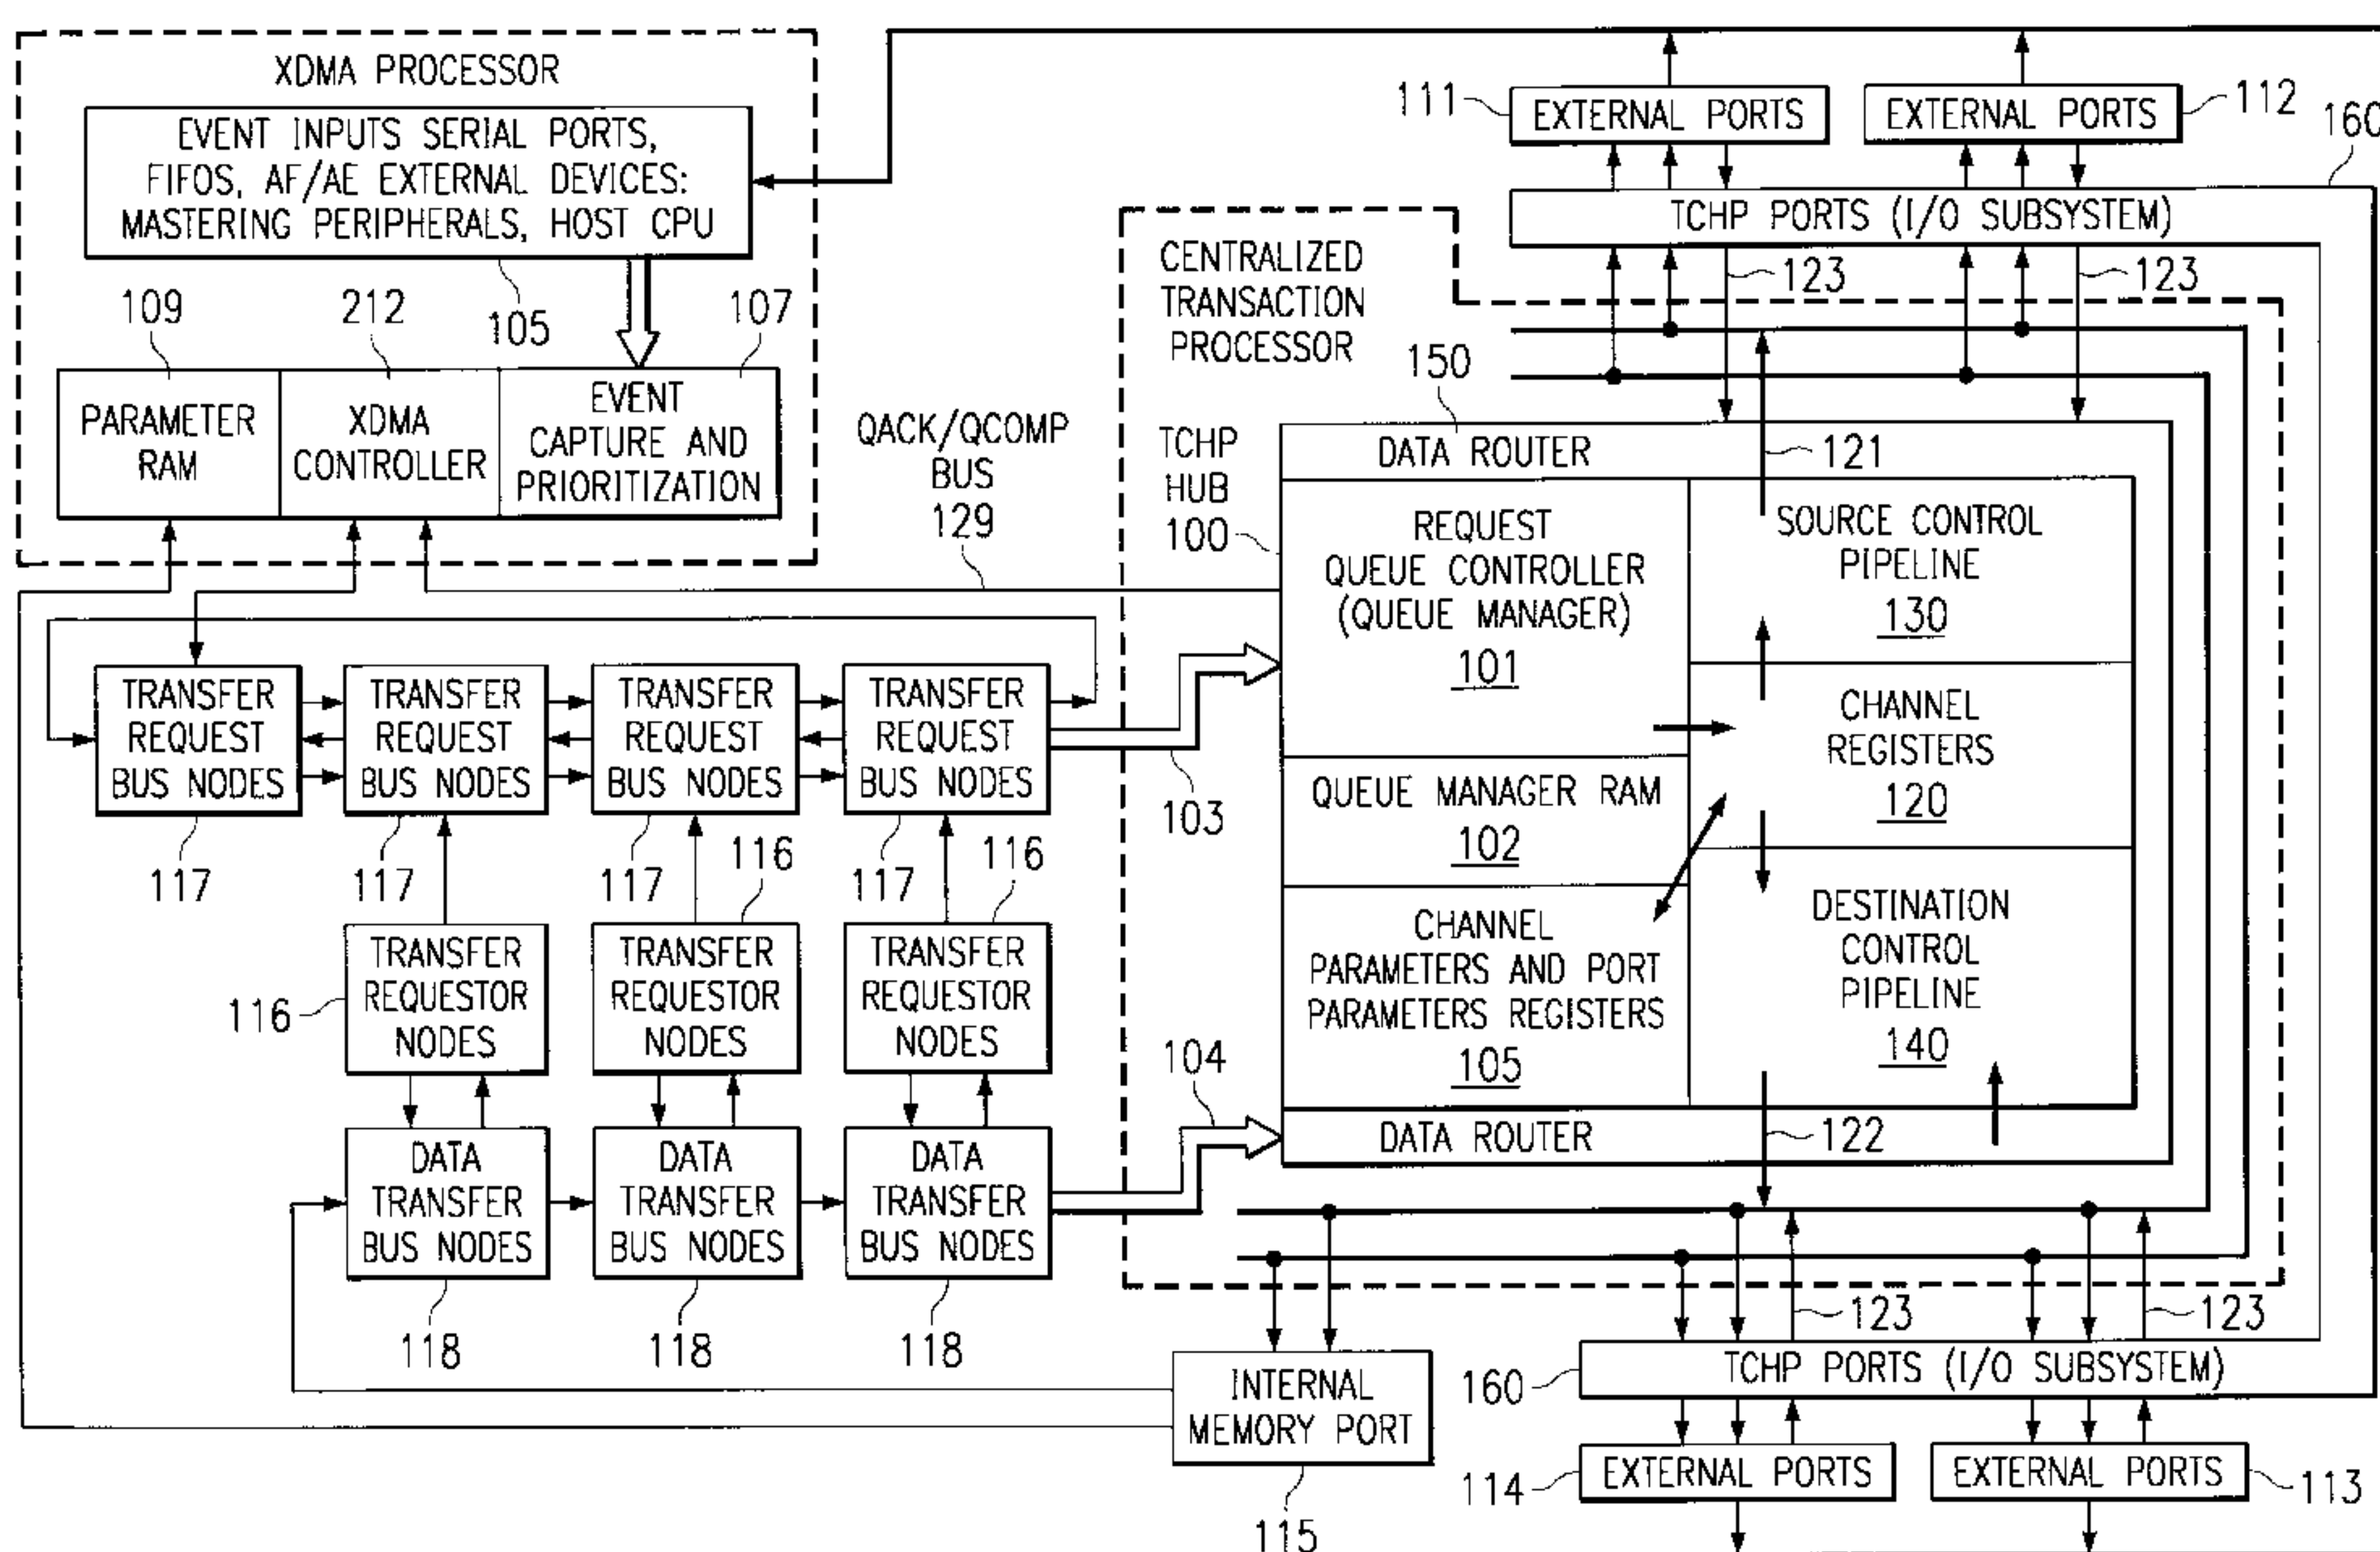 XDMA PROCESSOR
EVENT INPUTS SERIAL PORTS,
FIFOS, AF/AE EXTERNAL DEVICES:
MASTERING PERIPHERALS, HOST CPU
109
212
105
107
PARAMETER
RAM
XDMA
CONTROLLER
EVENT
CAPTURE AND
PRIORITIZATION
QACK/QCOMP
BUS
129
111
EXTERNAL PORTS
EXTERNAL PORTS
112
160
TCHP PORTS (I/O SUBSYSTEM)
123
123
CENTRALIZED
TRANSACTION
PROCESSOR
150
TCHP
HUB
100
DATA ROUTER
121
REQUEST
QUEUE CONTROLLER
(QUEUE MANAGER)
101
SOURCE CONTROL
PIPELINE
130
CHANNEL
REGISTERS
120
QUEUE MANAGER RAM
102
CHANNEL
PARAMETERS AND PORT
PARAMETERS REGISTERS
105
DESTINATION
CONTROL
PIPELINE
140
DATA ROUTER
122
TRANSFER
REQUEST
BUS NODES
TRANSFER
REQUEST
BUS NODES
TRANSFER
REQUEST
BUS NODES
TRANSFER
REQUEST
BUS NODES
103
117
117
117
116
117
116
116
TRANSFER
REQUESTOR
NODES
TRANSFER
REQUESTOR
NODES
TRANSFER
REQUESTOR
NODES
104
DATA
TRANSFER
BUS NODES
DATA
TRANSFER
BUS NODES
DATA
TRANSFER
BUS NODES
118
118
118
INTERNAL
MEMORY PORT
115
123
123
160
TCHP PORTS (I/O SUBSYSTEM)
114
EXTERNAL PORTS
EXTERNAL PORTS
113